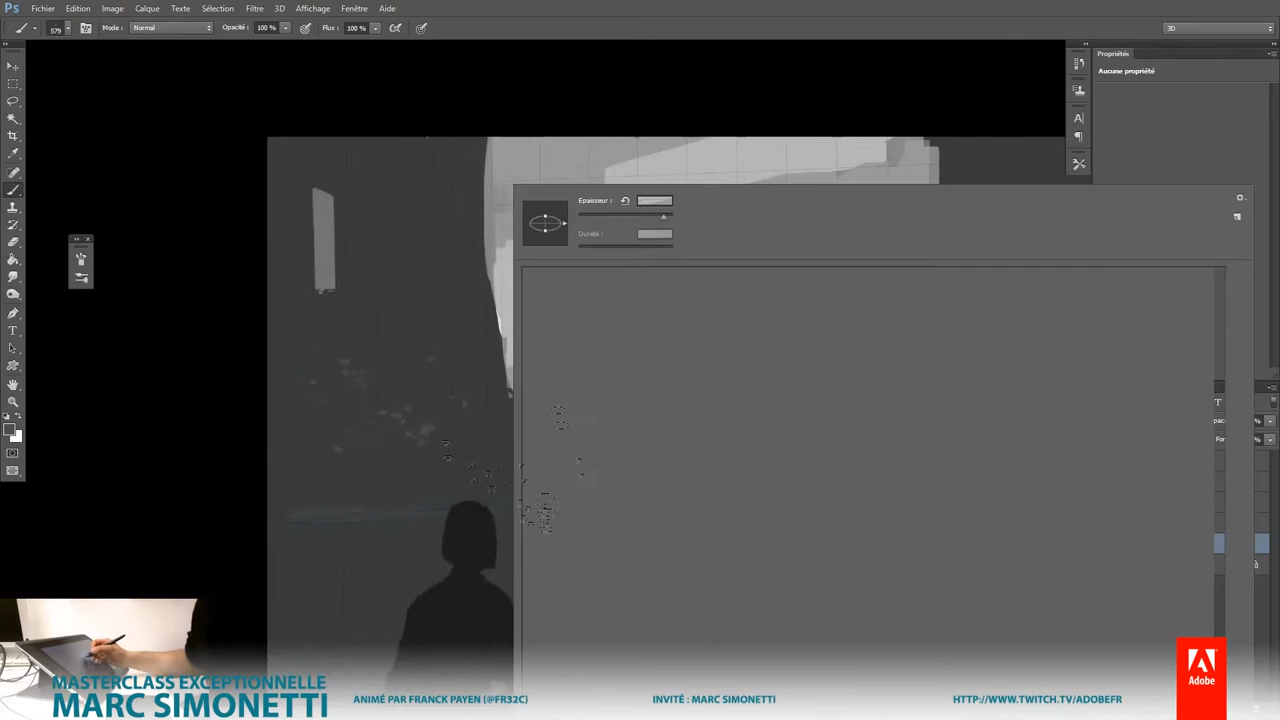 Ps Fichier Edition Image Calque Texte Sélection Filtre 3D Affichage Fenêtre Aide
579 Mode : Normal Opacité : 100 % Flux : 100 % 3D
Propriétés
Aucune propriété
Epaisseur :
Dureté :
MASTERCLASS EXCEPTIONNELLE
MARC SIMONETTI
ANIMÉ PAR FRANCK PAYEN (@FR32C)
INVITÉ : MARC SIMONETTI
HTTP://WWW.TWITCH.TV/ADOBEFR
Adobe